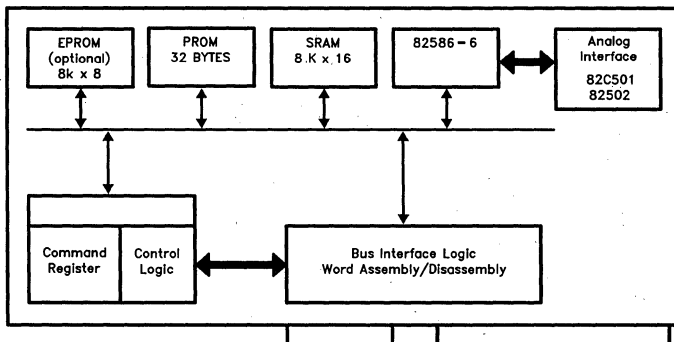 EPROM
(optional)
8k x 8
PROM
32 BYTES
SRAM
8.K x 16
82586-6
Analog
Interface
82C501
82502
Command
Register
Control
Logic
Bus Interface Logic
Word Assembly/Disassembly